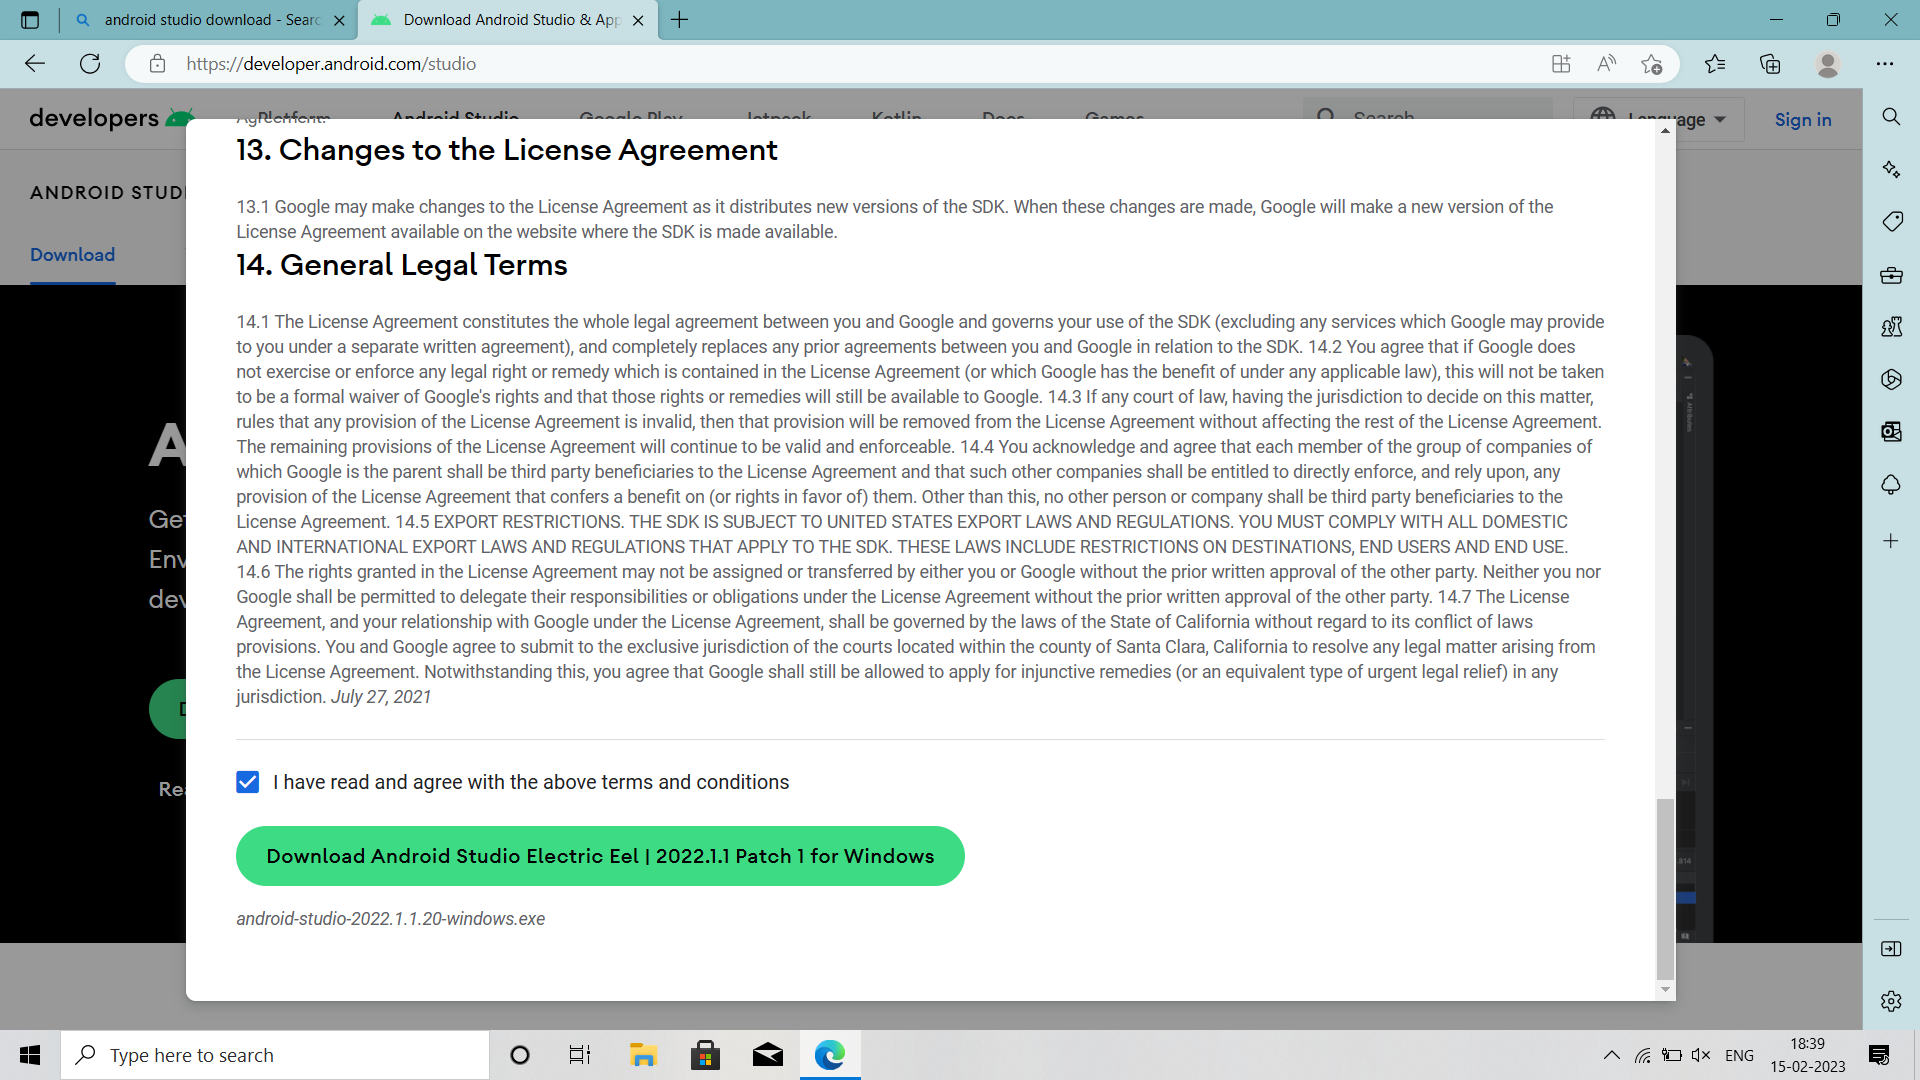 android studio download - Searc
Download Android Studio & App
https://developer.android.com/studio
developers
Platform
Android Studio
Google Play
Jetpack
Kotlin
Docs
Games
Search
Language
Sign in
ANDROID STUDI
Download
13. Changes to the License Agreement
13.1 Google may make changes to the License Agreement as it distributes new versions of the SDK. When these changes are made, Google will make a new version of the
License Agreement available on the website where the SDK is made available.
14. General Legal Terms
14.1 The License Agreement constitutes the whole legal agreement between you and Google and governs your use of the SDK (excluding any services which Google may provide
to you under a separate written agreement), and completely replaces any prior agreements between you and Google in relation to the SDK. 14.2 You agree that if Google does
not exercise or enforce any legal right or remedy which is contained in the License Agreement (or which Google has the benefit of under any applicable law), this will not be taken
to be a formal waiver of Google's rights and that those rights or remedies will still be available to Google. 14.3 If any court of law, having the jurisdiction to decide on this matter,
rules that any provision of the License Agreement is invalid, then that provision will be removed from the License Agreement without affecting the rest of the License Agreement.
The remaining provisions of the License Agreement will continue to be valid and enforceable. 14.4 You acknowledge and agree that each member of the group of companies of
which Google is the parent shall be third party beneficiaries to the License Agreement and that such other companies shall be entitled to directly enforce, and rely upon, any
provision of the License Agreement that confers a benefit on (or rights in favor of) them. Other than this, no other person or company shall be third party beneficiaries to the
License Agreement. 14.5 EXPORT RESTRICTIONS. THE SDK IS SUBJECT TO UNITED STATES EXPORT LAWS AND REGULATIONS. YOU MUST COMPLY WITH ALL DOMESTIC
AND INTERNATIONAL EXPORT LAWS AND REGULATIONS THAT APPLY TO THE SDK. THESE LAWS INCLUDE RESTRICTIONS ON DESTINATIONS, END USERS AND END USE.
14.6 The rights granted in the License Agreement may not be assigned or transferred by either you or Google without the prior written approval of the other party. Neither you nor
Google shall be permitted to delegate their responsibilities or obligations under the License Agreement without the prior written approval of the other party. 14.7 The License
Agreement, and your relationship with Google under the License Agreement, shall be governed by the laws of the State of California without regard to its conflict of laws
provisions. You and Google agree to submit to the exclusive jurisdiction of the courts located within the county of Santa Clara, California to resolve any legal matter arising from
the License Agreement. Notwithstanding this, you agree that Google shall still be allowed to apply for injunctive remedies (or an equivalent type of urgent legal relief) in any
jurisdiction. July 27, 2021
A
Get
Env
dev
D
Rea
I have read and agree with the above terms and conditions
Download Android Studio Electric Eel | 2022.1.1 Patch 1 for Windows
android-studio-2022.1.1.20-windows.exe
Type here to search
ENG
18:39
15-02-2023